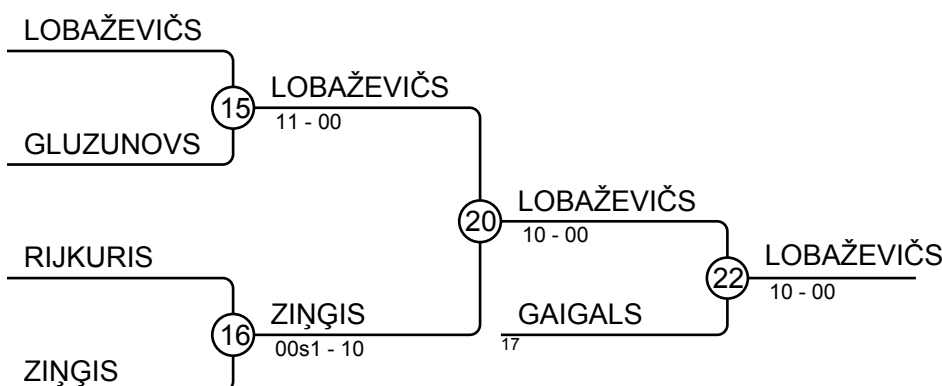 LOBAŽEVIČS
15
LOBAŽEVIČS
11 - 00
GLUZUNOVS
20
LOBAŽEVIČS
10 - 00
RIJKURIS
22
LOBAŽEVIČS
10 - 00
16
ZIŅĢIS
00s1 - 10
GAIGALS
17
ZIŅĢIS